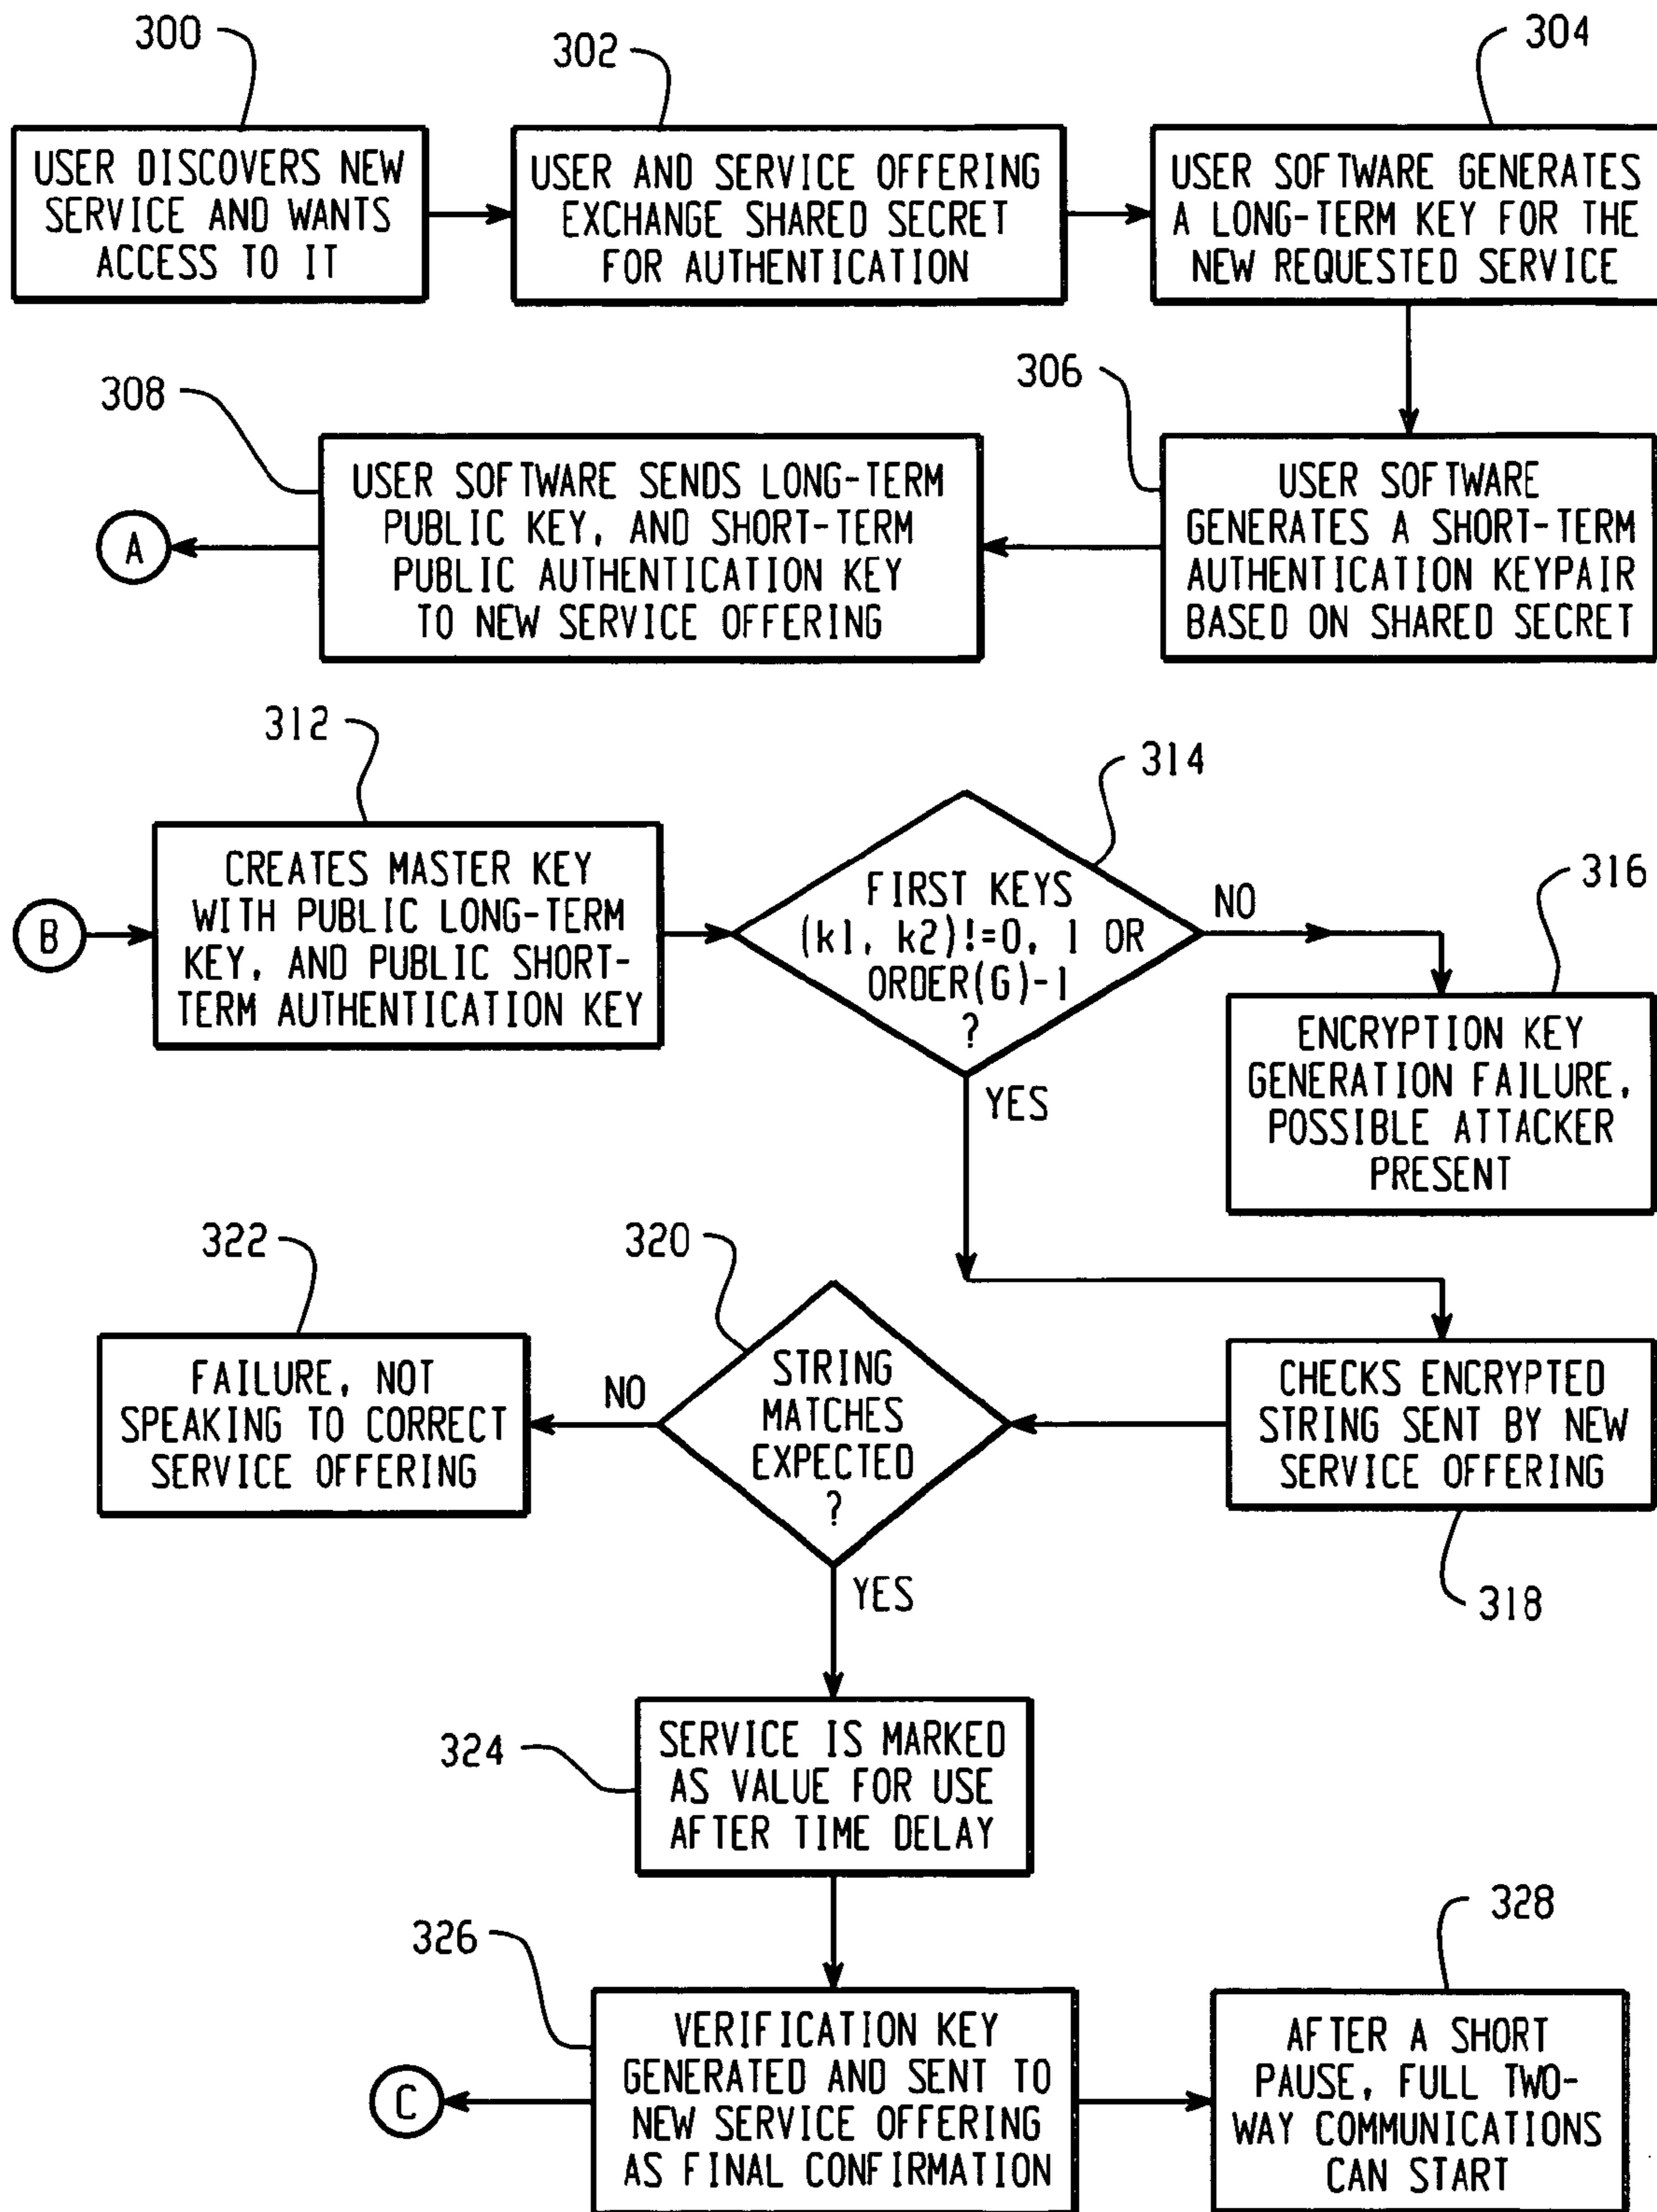 300
302
304
USER DISCOVERS NEW
SERVICE AND WANTS
ACCESS TO IT
USER AND SERVICE OFFERING
EXCHANGE SHARED SECRET
FOR AUTHENTICATION
USER SOFTWARE GENERATES
A LONG-TERM KEY FOR THE
NEW REQUESTED SERVICE
308
306
A
USER SOFTWARE SENDS LONG-TERM
PUBLIC KEY, AND SHORT-TERM
PUBLIC AUTHENTICATION KEY
TO NEW SERVICE OFFERING
USER SOFTWARE
GENERATES A SHORT-TERM
AUTHENTICATION KEYPAIR
BASED ON SHARED SECRET
312
314
B
CREATES MASTER KEY
WITH PUBLIC LONG-TERM
KEY, AND PUBLIC SHORT-
TERM AUTHENTICATION KEY
FIRST KEYS
(k1, k2)!=0, 1 OR
ORDER(G)-1
?
NO
316
ENCRYPTION KEY
GENERATION FAILURE,
POSSIBLE ATTACKER
PRESENT
YES
322
320
FAILURE, NOT
SPEAKING TO CORRECT
SERVICE OFFERING
NO
STRING
MATCHES
EXPECTED
?
CHECKS ENCRYPTED
STRING SENT BY NEW
SERVICE OFFERING
318
YES
324
SERVICE IS MARKED
AS VALUE FOR USE
AFTER TIME DELAY
326
328
C
VERIFICATION KEY
GENERATED AND SENT TO
NEW SERVICE OFFERING
AS FINAL CONFIRMATION
AFTER A SHORT
PAUSE, FULL TWO-
WAY COMMUNICATIONS
CAN START